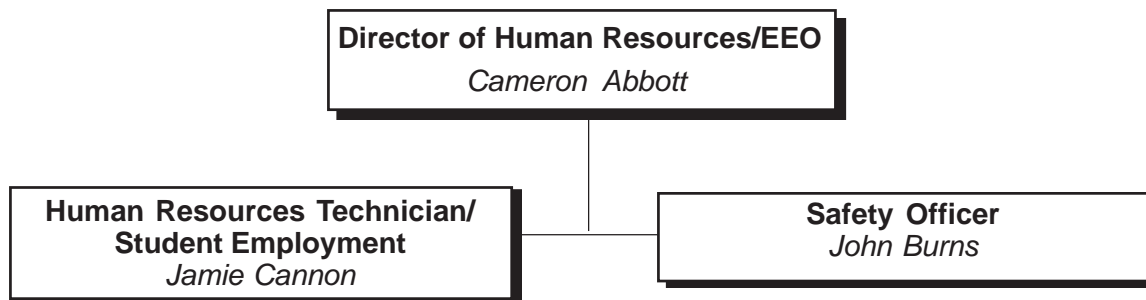 Director of Human Resources/EEO
Cameron Abbott
Human Resources Technician/
Student Employment
Jamie Cannon
Safety Officer
John Burns